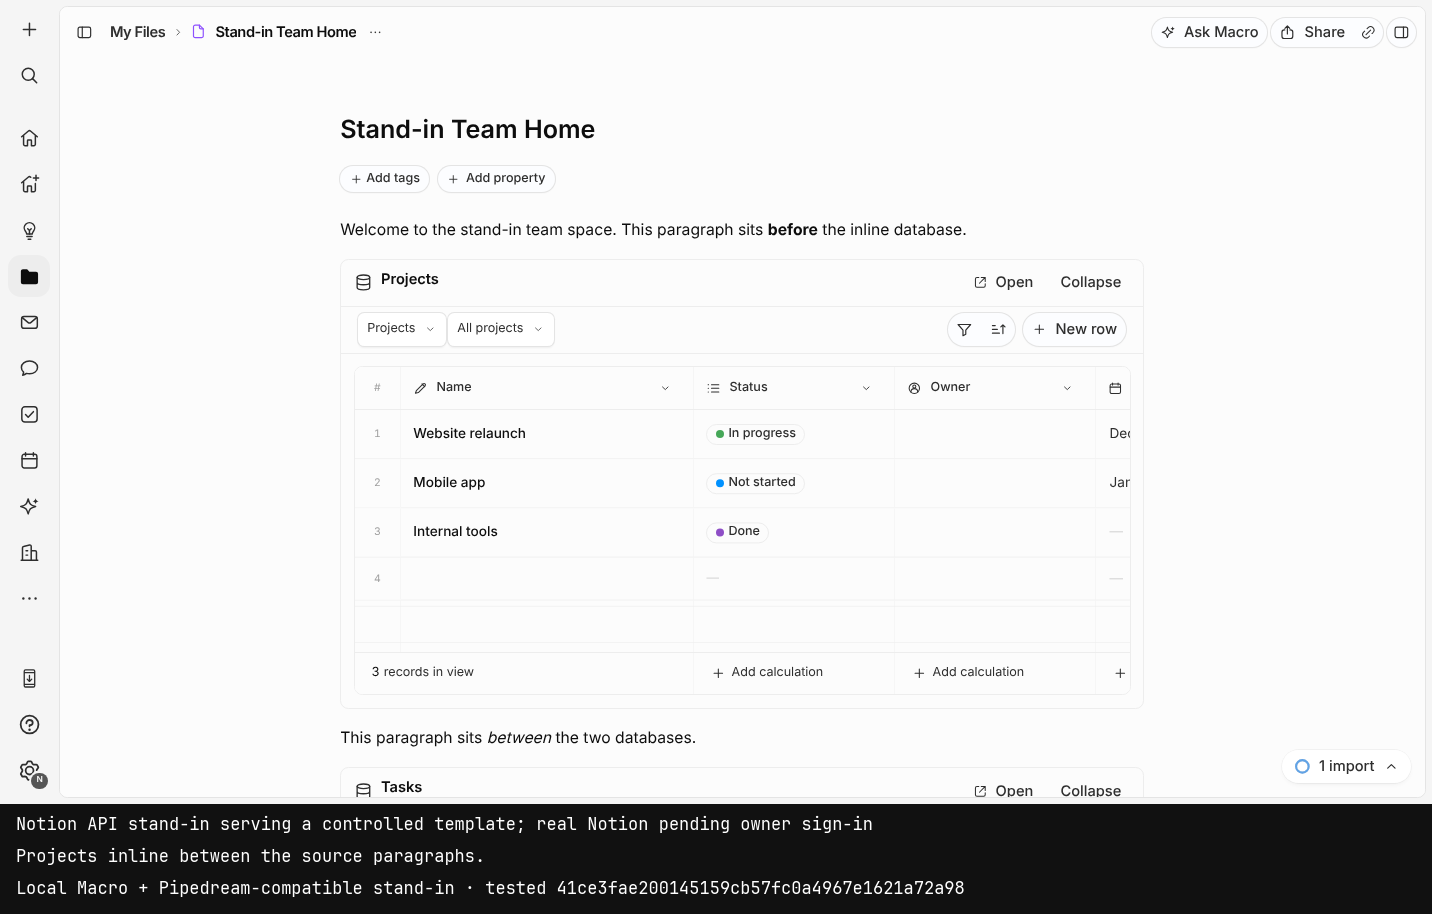 My Files
Stand-in Team Home
Ask Macro
Share
Stand-in Team Home
+ Add tags
+ Add property
Welcome to the stand-in team space. This paragraph sits before the inline database.
Projects
Open
Collapse
Projects
All projects
+ New row
# Name Status Owner
1 Website relaunch In progress
2 Mobile app Not started Jan
3 Internal tools Done —
4 — —
3 records in view + Add calculation + Add calculation +
This paragraph sits between the two databases.
Tasks
Open
Collapse
1 import
N
Notion API stand-in serving a controlled template; real Notion pending owner sign-in
Projects inline between the source paragraphs.
Local Macro + Pipedream-compatible stand-in · tested 41ce3fae200145159cb57fc0a4967e1621a72a98